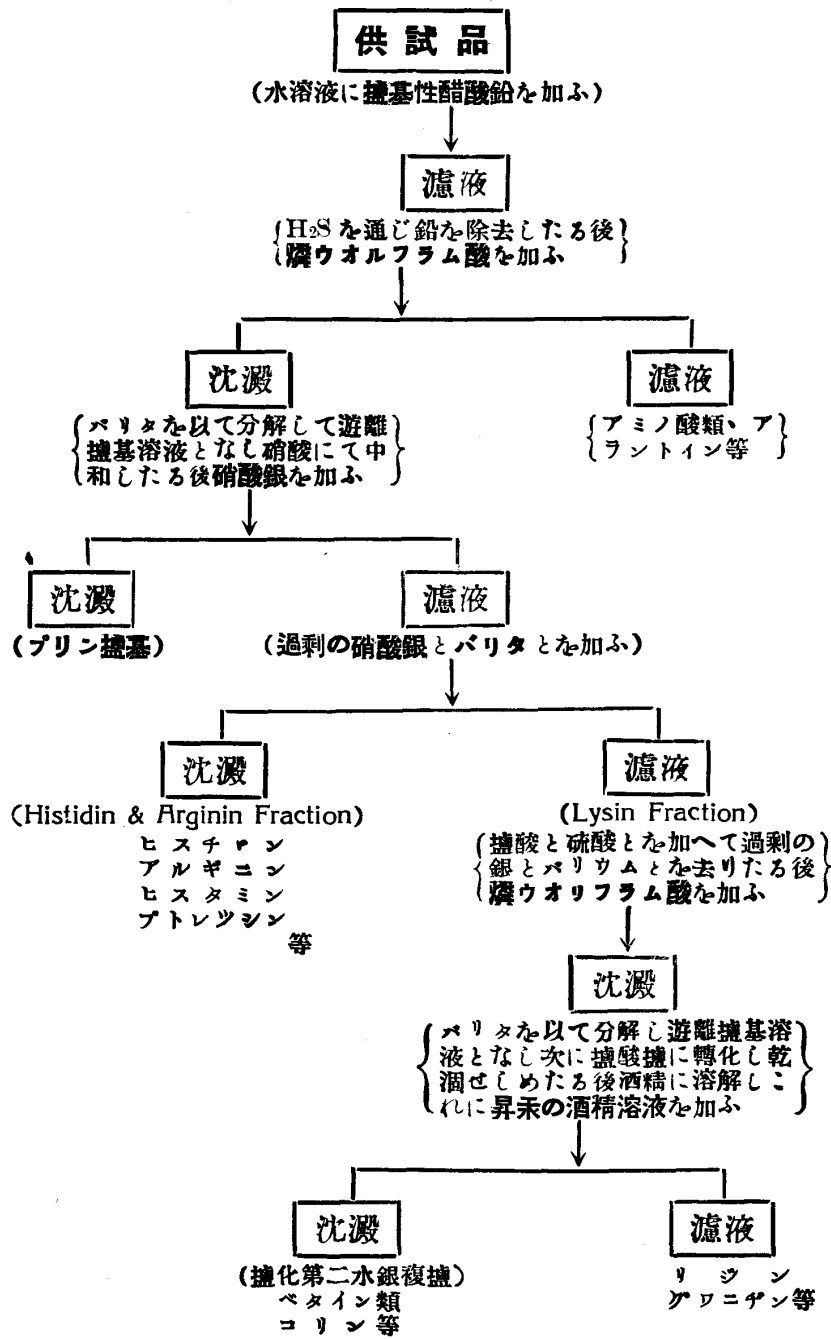 供試品
(水溶液に鹽基性醋酸鉛を加ふ)
濾液
H₂Sを通じ鉛を除去したる後
燐ウオルフラム酸を加ふ
沈澱
濾液
バリタを以て分解して遊離
鹽基溶液となし硝酸にて中
和したる後硝酸銀を加ふ
アミノ酸類、ア
ラントイン等
沈澱
濾液
(プリン鹽基)
(過剩の硝酸銀とバリタとを加ふ)
沈澱
濾液
(Histidin & Arginin Fraction)
ヒスチヂン
アルギニン
ヒスタミン
プトレツシン
等
(Lysin Fraction)
鹽酸と硫酸とを加へて過剩の
銀とバリウムとを去りたる後
燐ウオリフラム酸を加ふ
沈澱
バリタを以て分解し遊離鹽基溶
液となし次に鹽酸鹽に轉化し乾
涸せしめたる後酒精に溶解しこ
れに昇汞の酒精溶液を加ふ
沈澱
濾液
(鹽化第二水銀複鹽)
ベタイン類
コリン等
リジン
グワニヂン等